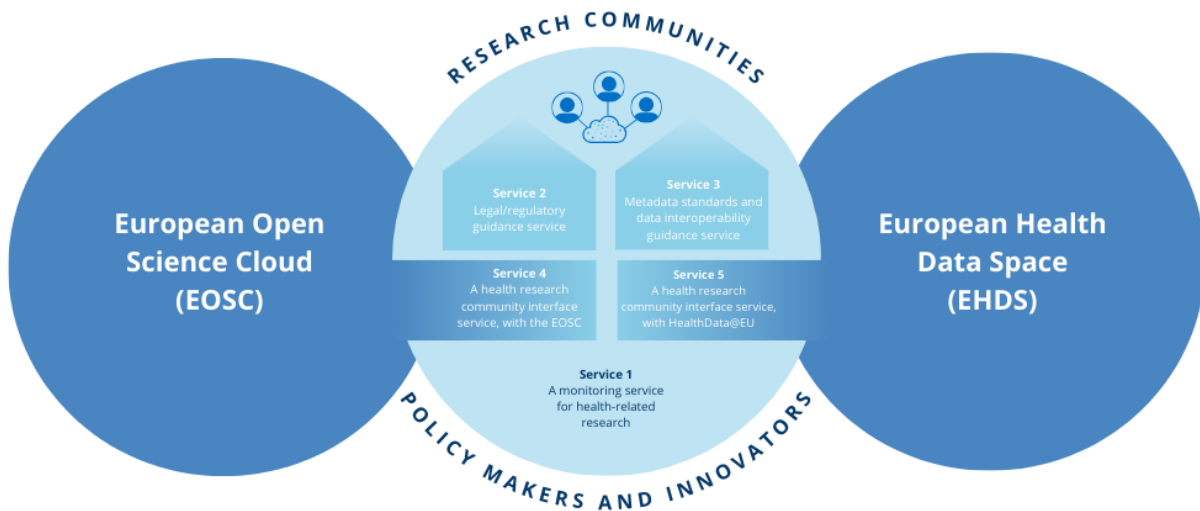 RESEARCH COMMUNITIES
European Open
Science Cloud
(EOSC)
Service 2
Legal/regulatory
guidance service
Service 3
Metadata standards and
data interoperability
guidance service
Service 4
A health research
community interface
service, with the EOSC
Service 5
A health research
community interface service,
with HealthData@EU
Service 1
A monitoring service
for health-related
research
European Health
Data Space
(EHDS)
POLICY MAKERS AND INNOVATORS